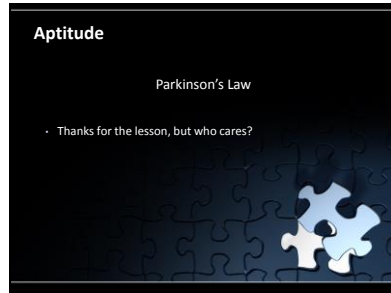 Aptitude
Parkinson’s Law
• Thanks for the lesson, but who cares?